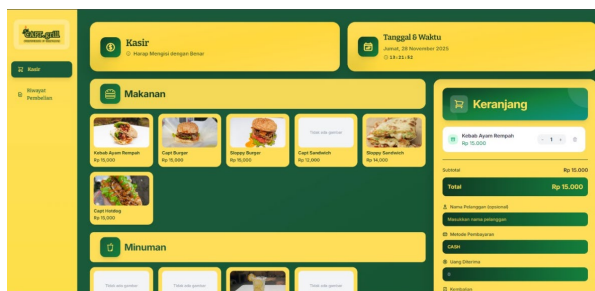 CAPT.grill
Kasir
Riwayat
Pembelian
Kasir
Harap Mengisi dengan Benar
Tanggal & Waktu
Jumat, 28 November 2025
13:21:52
Makanan
Kebab Ayam Rempah
Rp 15,000
Capt Burger
Rp 15,000
Sloppy Burger
Rp 15,000
Tidak ada gambar
Capt Sandwich
Rp 12,000
Sloppy Sandwich
Rp 14,000
Capt Hotdog
Rp 15,000
Minuman
Tidak ada gambar
Tidak ada gambar
Tidak ada gambar
Keranjang
Kebab Ayam Rempah
Rp 15.000
- 1 +
Subtotal
Rp 15.000
Total
Rp 15.000
Nama Pelanggan (opsional)
Masukkan nama pelanggan
Metode Pembayaran
CASH
Uang Diterima
0
Kembalian